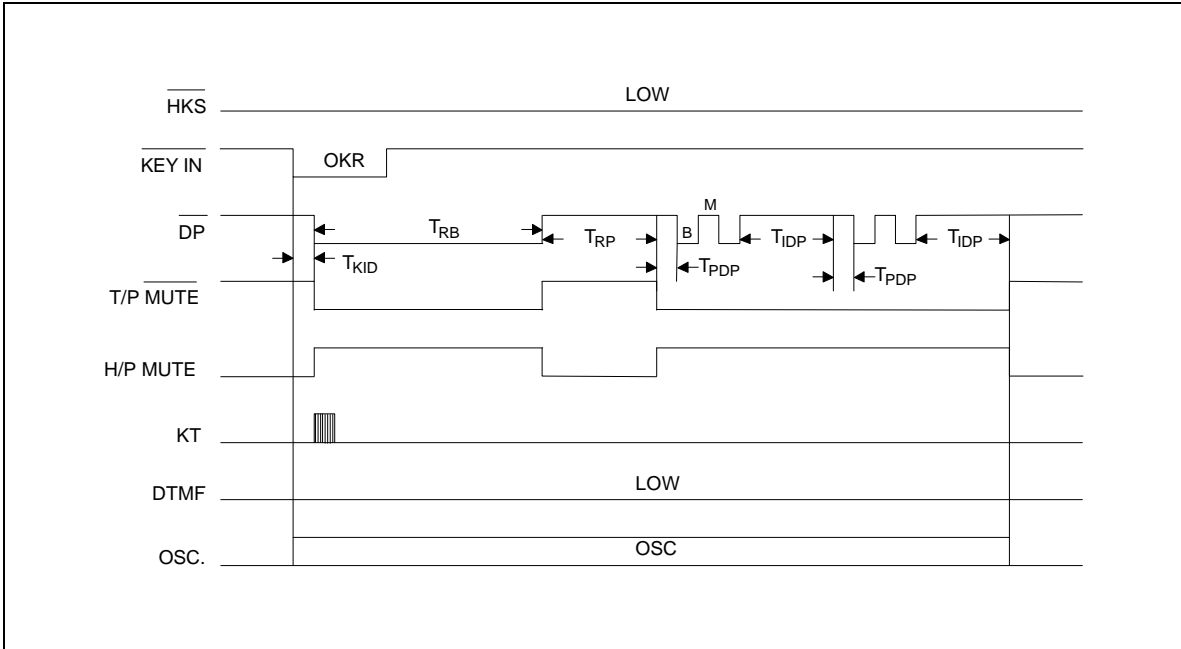 HKS LOW
KEY IN OKR
DP TRB TRP B M TIDP TIDP
TKID TPDP TPDP
T/P MUTE
H/P MUTE
KT
DTMF LOW
OSC. OSC